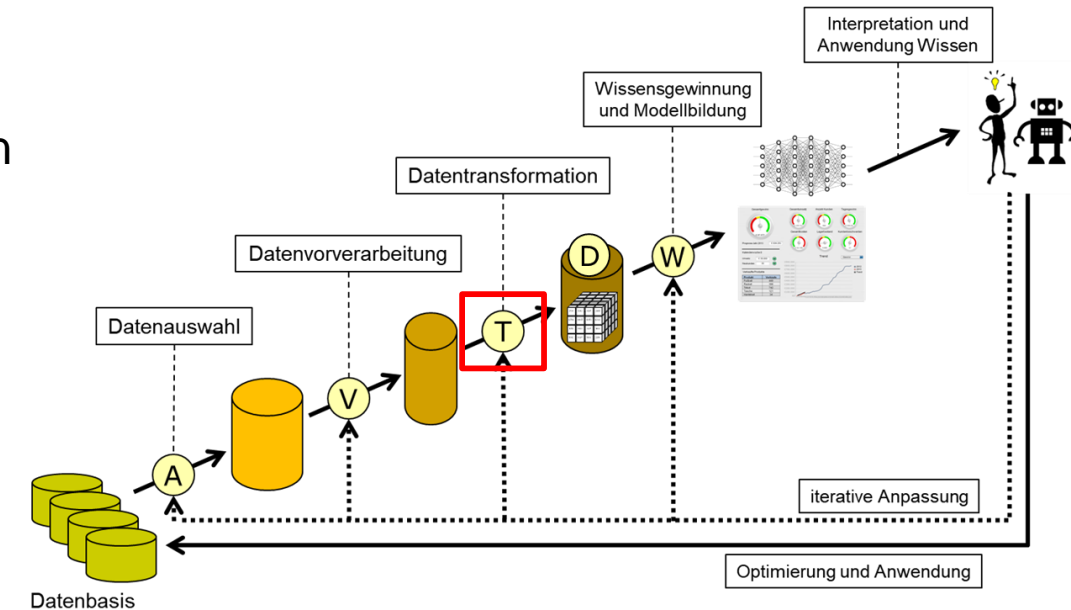 Interpretation und
Anwendung Wissen
Wissensgewinnung
und Modellbildung
n
Datentransformation
Datenvorverarbeitung
D
W
Datenauswahl
T
V
A
iterative Anpassung
Optimierung und Anwendung
Datenbasis